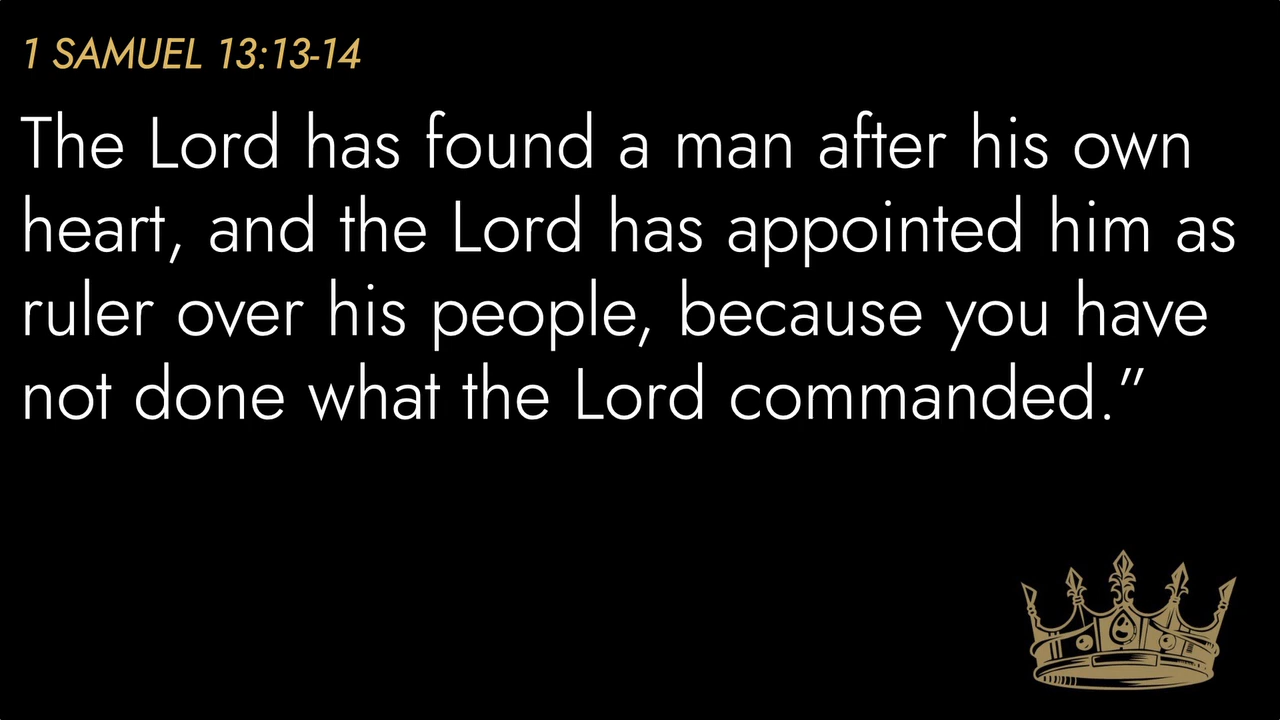 1 SAMUEL 13:13-14
The Lord has found a man after his own
heart, and the Lord has appointed him as
ruler over his people, because you have
not done what the Lord commanded.”